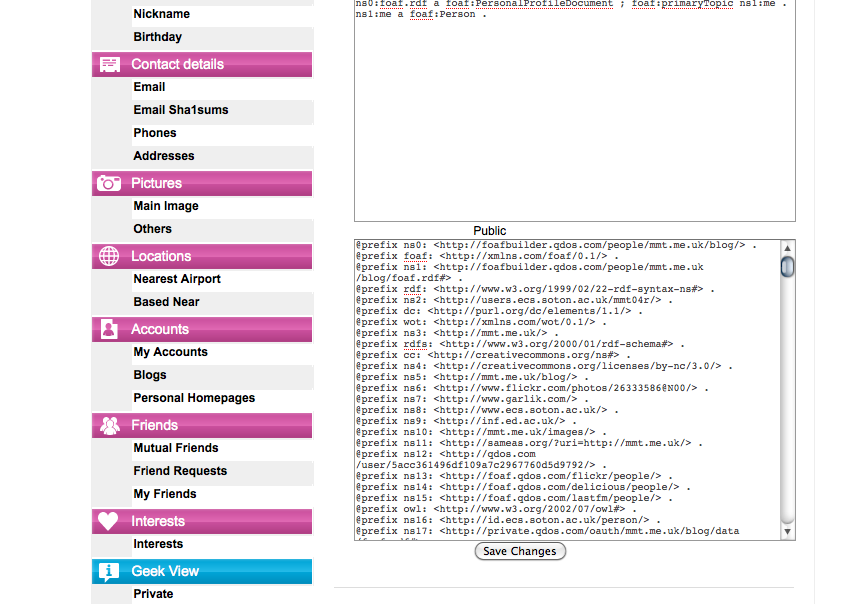 Nickname
Birthday
Contact details
Email
Email Sha1sums
Phones
Addresses
Pictures
Main Image
Others
Locations
Nearest Airport
Based Near
Accounts
My Accounts
Blogs
Personal Homepages
Friends
Mutual Friends
Friend Requests
My Friends
Interests
Interests
Geek View
Private
ns0:foaf.rdf a foaf:PersonalProfileDocument ; foaf:primaryTopic ns1:me .
ns1:me a foaf:Person .
Public
@prefix ns0: <http://foafbuilder.qdos.com/people/mmt.me.uk/blog/> .
@prefix foaf: <http://xmlns.com/foaf/0.1/> .
@prefix ns1: <http://foafbuilder.qdos.com/people/mmt.me.uk
/blog/foaf.rdf#> .
@prefix rdf: <http://www.w3.org/1999/02/22-rdf-syntax-ns#> .
@prefix ns2: <http://users.ecs.soton.ac.uk/mmt04r/> .
@prefix dc: <http://purl.org/dc/elements/1.1/> .
@prefix wot: <http://xmlns.com/wot/0.1/> .
@prefix ns3: <http://mmt.me.uk/> .
@prefix rdfs: <http://www.w3.org/2000/01/rdf-schema#> .
@prefix cc: <http://creativecommons.org/ns#> .
@prefix ns4: <http://creativecommons.org/licenses/by-nc/3.0/> .
@prefix ns5: <http://mmt.me.uk/blog/> .
@prefix ns6: <http://www.flickr.com/photos/26333586@N00/> .
@prefix ns7: <http://www.garlik.com/> .
@prefix ns8: <http://www.ecs.soton.ac.uk/> .
@prefix ns9: <http://inf.ed.ac.uk/> .
@prefix ns10: <http://mmt.me.uk/images/> .
@prefix ns11: <http://sameas.org/?uri=http://mmt.me.uk/> .
@prefix ns12: <http://qdos.com
/user/5acc361496df109a7c2967760d5d9792/> .
@prefix ns13: <http://foaf.qdos.com/flickr/people/> .
@prefix ns14: <http://foaf.qdos.com/delicious/people/> .
@prefix ns15: <http://foaf.qdos.com/lastfm/people/> .
@prefix owl: <http://www.w3.org/2002/07/owl#> .
@prefix ns16: <http://id.ecs.soton.ac.uk/person/> .
@prefix ns17: <http://private.qdos.com/oauth/mmt.me.uk/blog/data
Save Changes